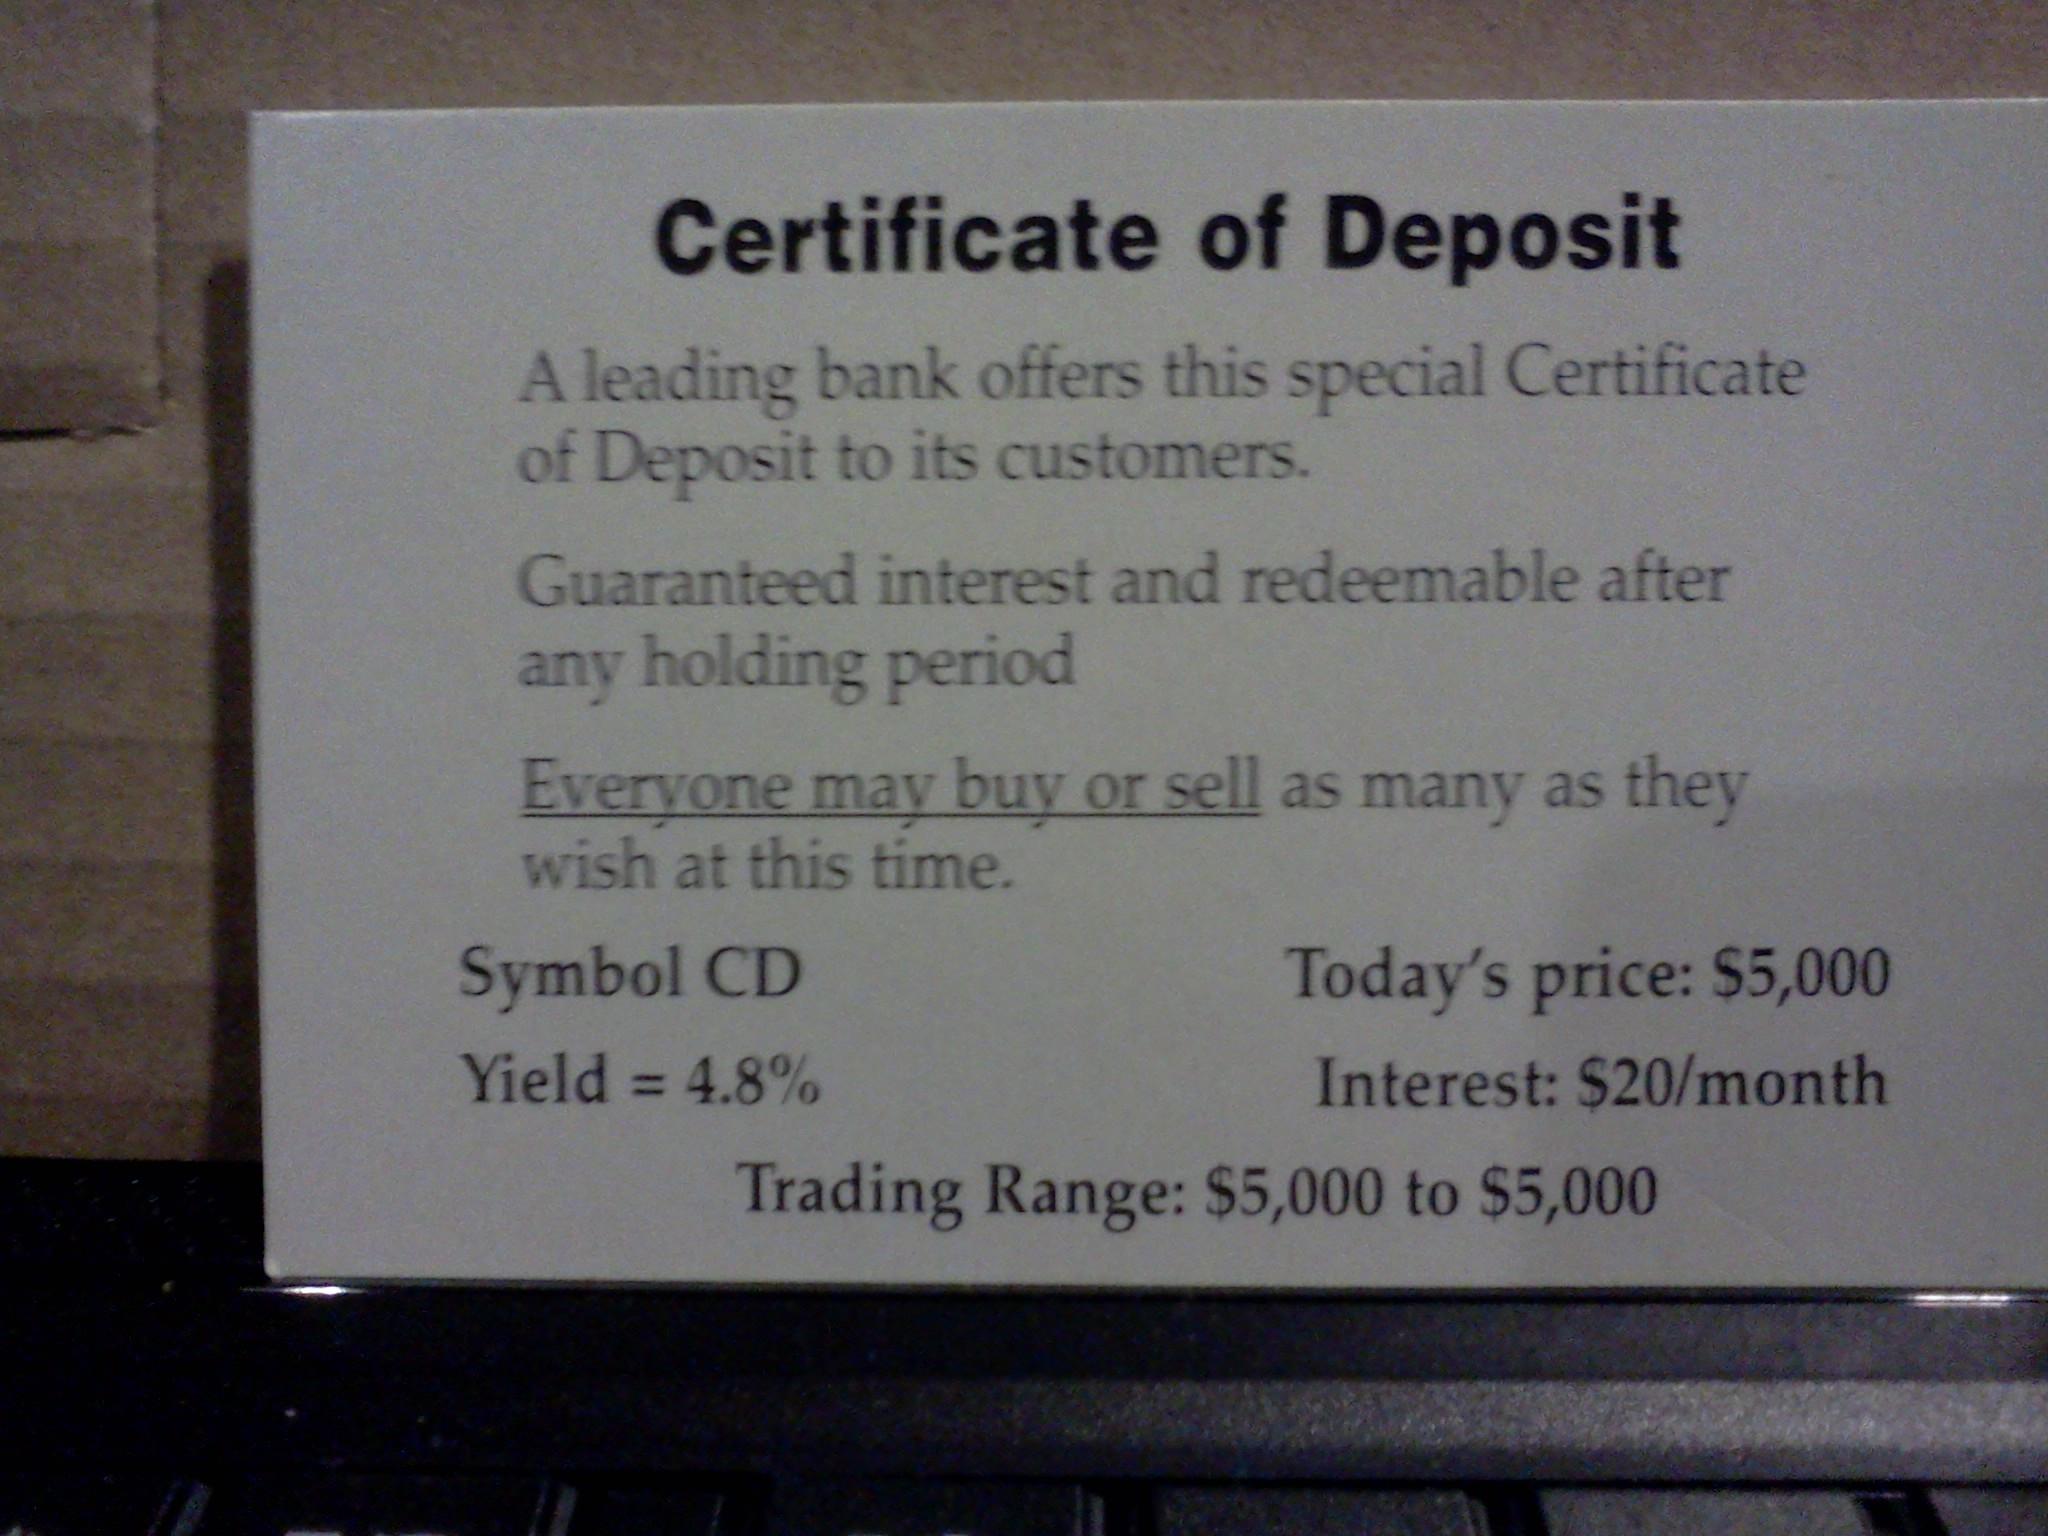 Certificate of Deposit
A leading bank offers this special Certificate
of Deposit to its customers.
Guaranteed interest and redeemable after
any holding period
Everyone may buy or sell as many as they
wish at this time.
Symbol CD
Today's price: $5,000
Yield = 4.8%
Interest: $20/month
Trading Range: $5,000 to $5,000